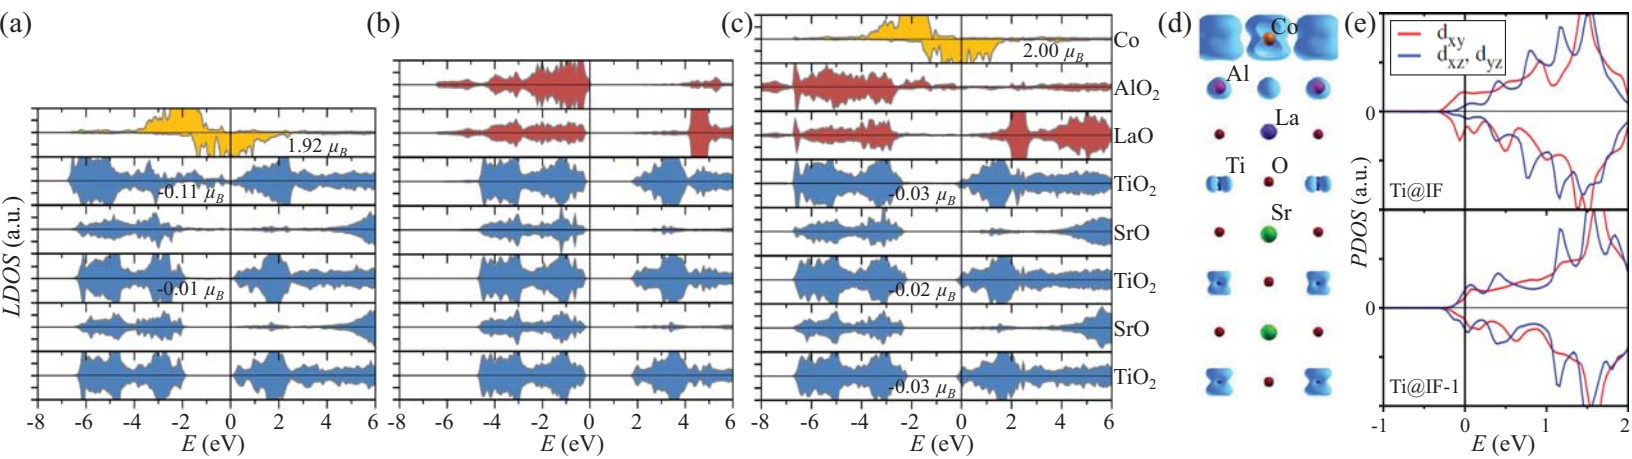 (a)
LDOS (a.u.)
1.92 μB
-0.11 μB
-0.01 μB
-8 -6 -4 -2 0 2 4 6
E (eV)
(b)
-8 -6 -4 -2 0 2 4 6
E (eV)
(c)
2.00 μB
Co
AlO2
LaO
-0.03 μB
TiO2
SrO
-0.02 μB
TiO2
SrO
-0.03 μB
TiO2
-8 -6 -4 -2 0 2 4 6
E (eV)
(d)
Co
Al
La
Ti O
Sr
(e)
PDOS (a.u.)
dxy
dxz, dyz
0
Ti@IF
0
Ti@IF-1
-1 0 1 2
E (eV)